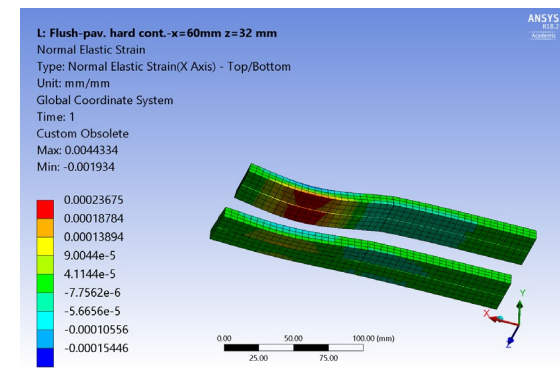 ANSYS
R18.2
Academic
L: Flush-pav. hard cont.-x=60mm z=32 mm
Normal Elastic Strain
Type: Normal Elastic Strain(X Axis) - Top/Bottom
Unit: mm/mm
Global Coordinate System
Time: 1
Custom Obsolete
Max: 0.0044334
Min: -0.001934
0.00023675
0.00018784
0.00013894
9.0044e-5
4.1144e-5
-7.7562e-6
-5.6656e-5
-0.00010556
-0.00015446
Y
X
Z
0.00 50.00 100.00 (mm)
25.00 75.00